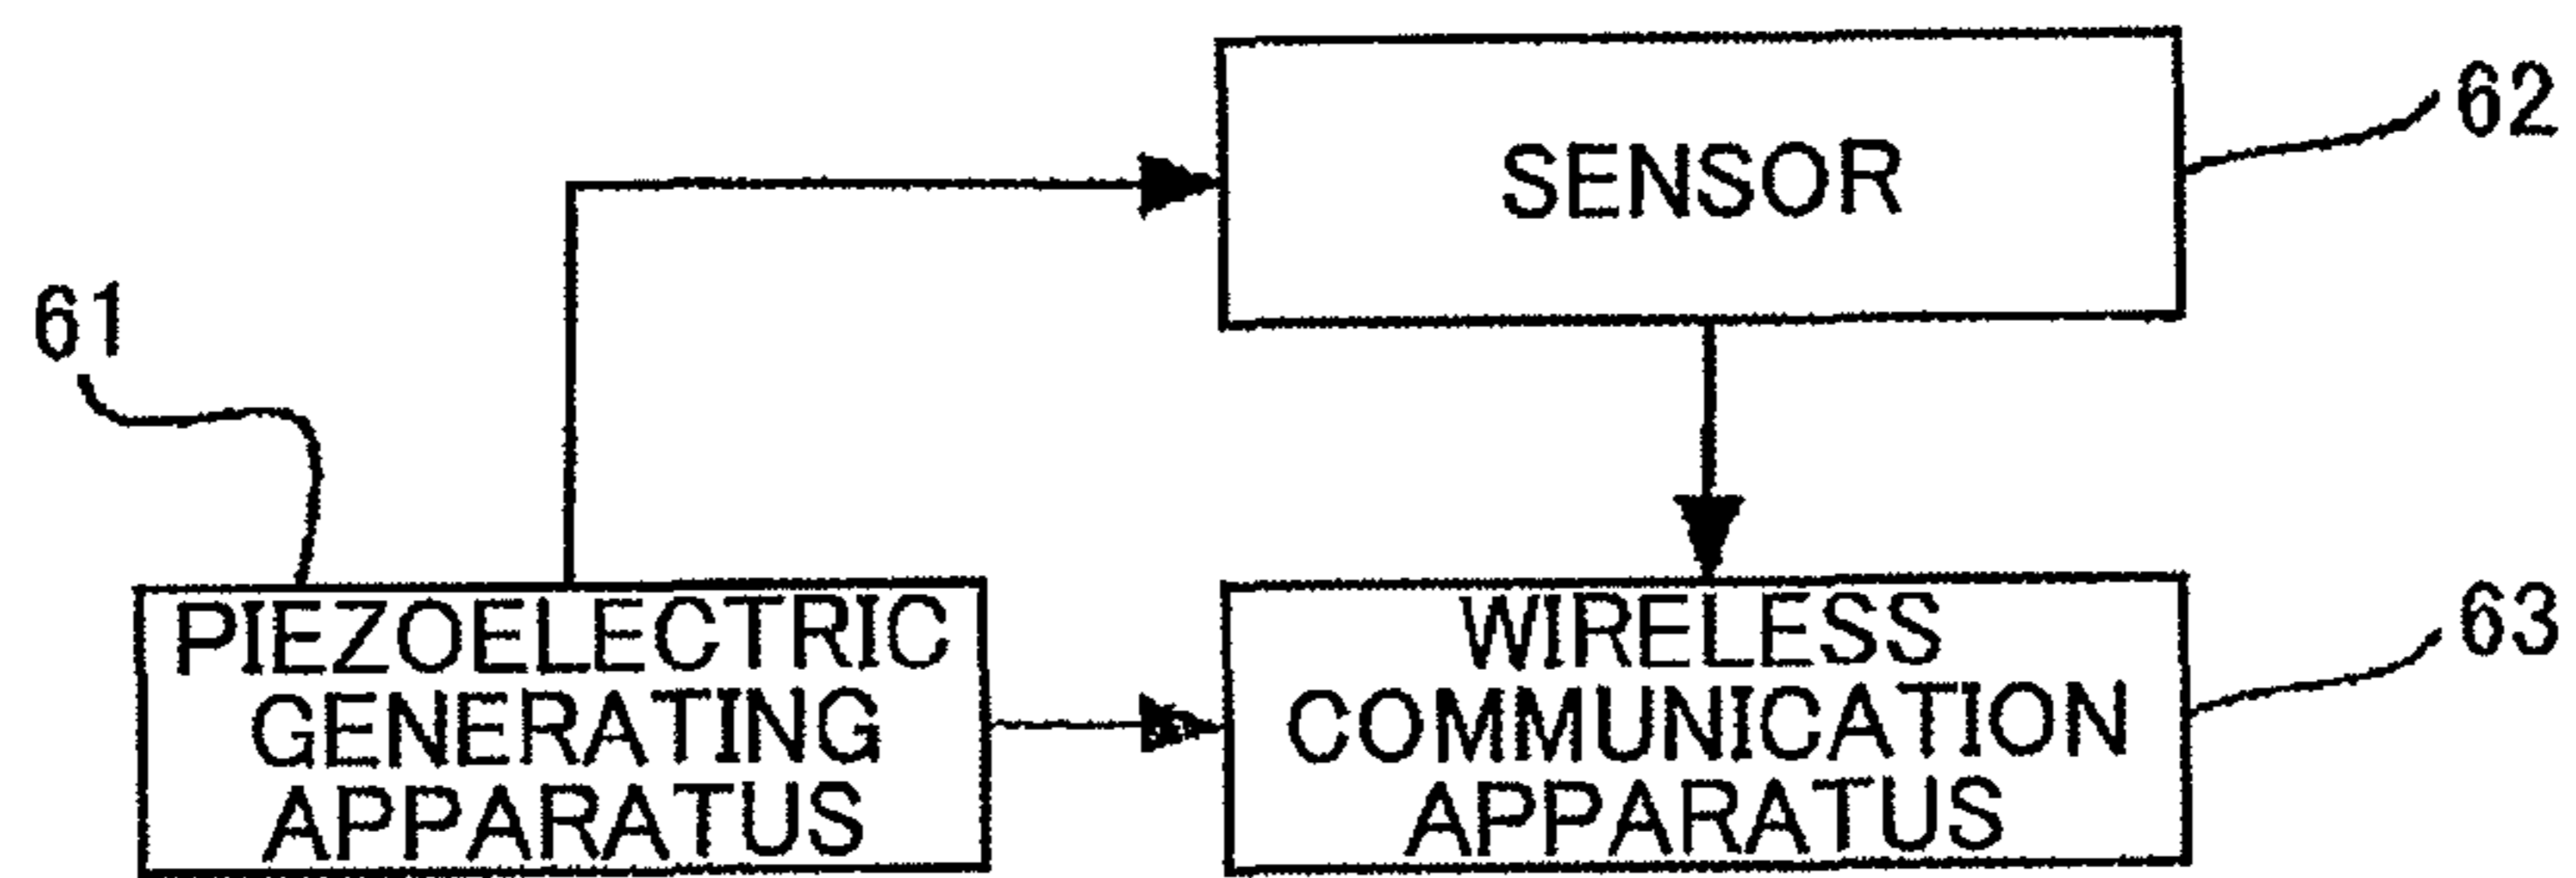 SENSOR
62
61
PIEZOELECTRIC
GENERATING
APPARATUS
WIRELESS
COMMUNICATION
APPARATUS
63